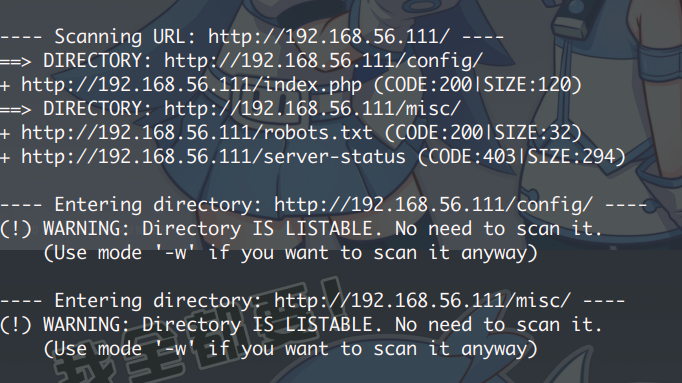 ---- Scanning URL: http://192.168.56.111/ ----
==> DIRECTORY: http://192.168.56.111/config/
+ http://192.168.56.111/index.php (CODE:200|SIZE:120)
==> DIRECTORY: http://192.168.56.111/misc/
+ http://192.168.56.111/robots.txt (CODE:200|SIZE:32)
+ http://192.168.56.111/server-status (CODE:403|SIZE:294)
---- Entering directory: http://192.168.56.111/config/ ----
(!) WARNING: Directory IS LISTABLE. No need to scan it.
(Use mode '-w' if you want to scan it anyway)
---- Entering directory: http://192.168.56.111/misc/ ----
(!) WARNING: Directory IS LISTABLE. No need to scan it.
(Use mode '-w' if you want to scan it anyway)
我全都要!